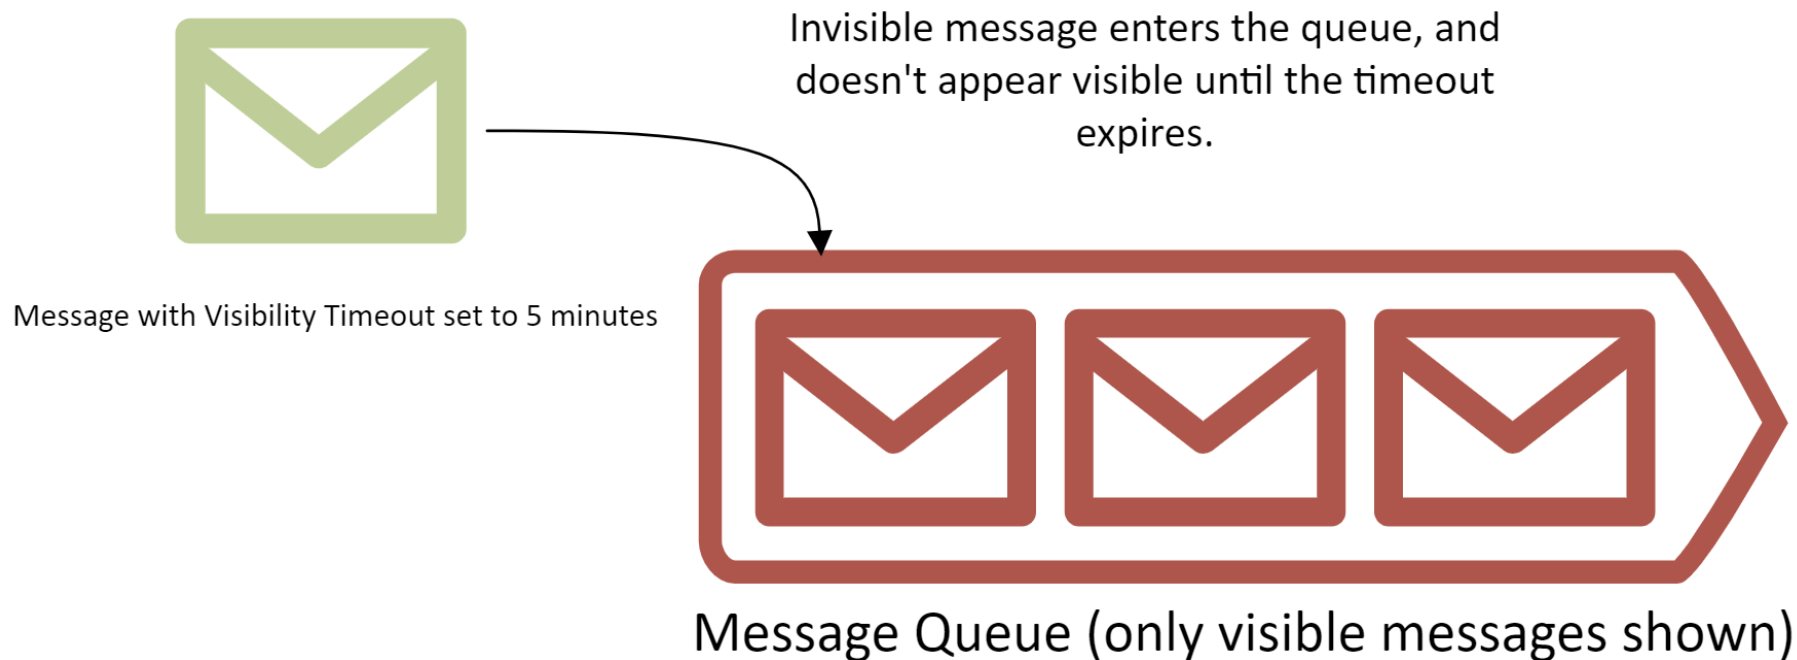 Invisible message enters the queue, and
doesn't appear visible until the timeout
expires.
Message with Visibility Timeout set to 5 minutes
Message Queue (only visible messages shown)